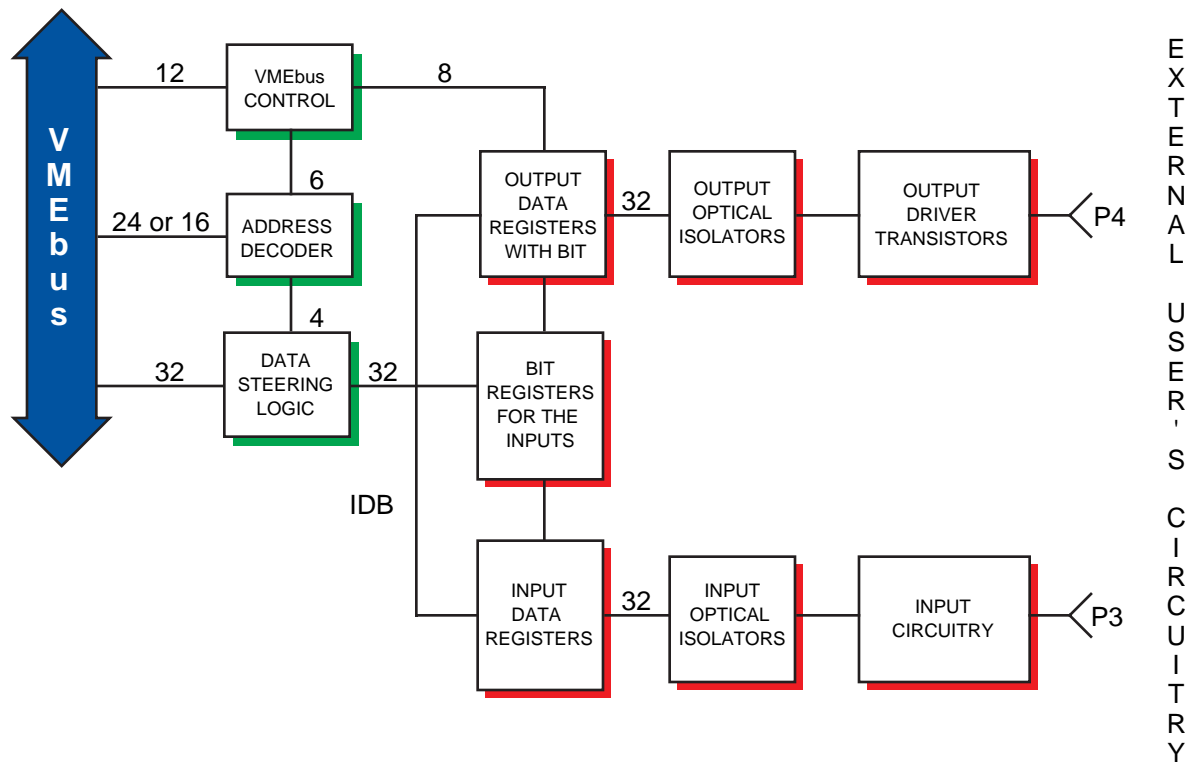 VMEbus
12
VMEbus
CONTROL
8
6
24 or 16
ADDRESS
DECODER
4
32
DATA
STEERING
LOGIC
32
IDB
OUTPUT
DATA
REGISTERS
WITH BIT
32
OUTPUT
OPTICAL
ISOLATORS
OUTPUT
DRIVER
TRANSISTORS
P4
BIT
REGISTERS
FOR THE
INPUTS
INPUT
DATA
REGISTERS
32
INPUT
OPTICAL
ISOLATORS
INPUT
CIRCUITRY
P3
EXTERNAL USER'S CIRCUITRY